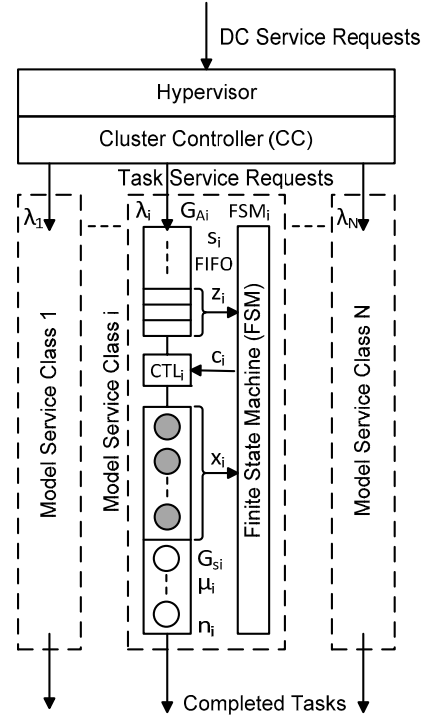 DC Service Requests
Hypervisor
Cluster Controller (CC)
Task Service Requests
λ1
λi GAi FSMi
λN
si
FIFO
zi
CTLi
ci
xi
Gsi
μi
ni
Model Service Class 1
Model Service Class i
Finite State Machine (FSM)
Model Service Class N
Completed Tasks